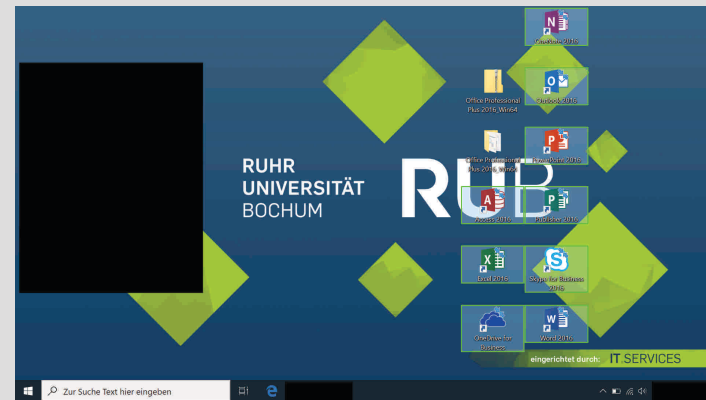 OneNote 2016
Office Professional
Plus 2016_Win64
Outlook 2016
Office Professional
Plus 2016_Win64
PowerPoint 2016
RUHR
UNIVERSITÄT
BOCHUM
RUB
Access 2016
Publisher 2016
Excel 2016
Skype for Business
2016
OneDrive for
Business
Word 2016
eingerichtet durch: IT.SERVICES
Zur Suche Text hier eingeben